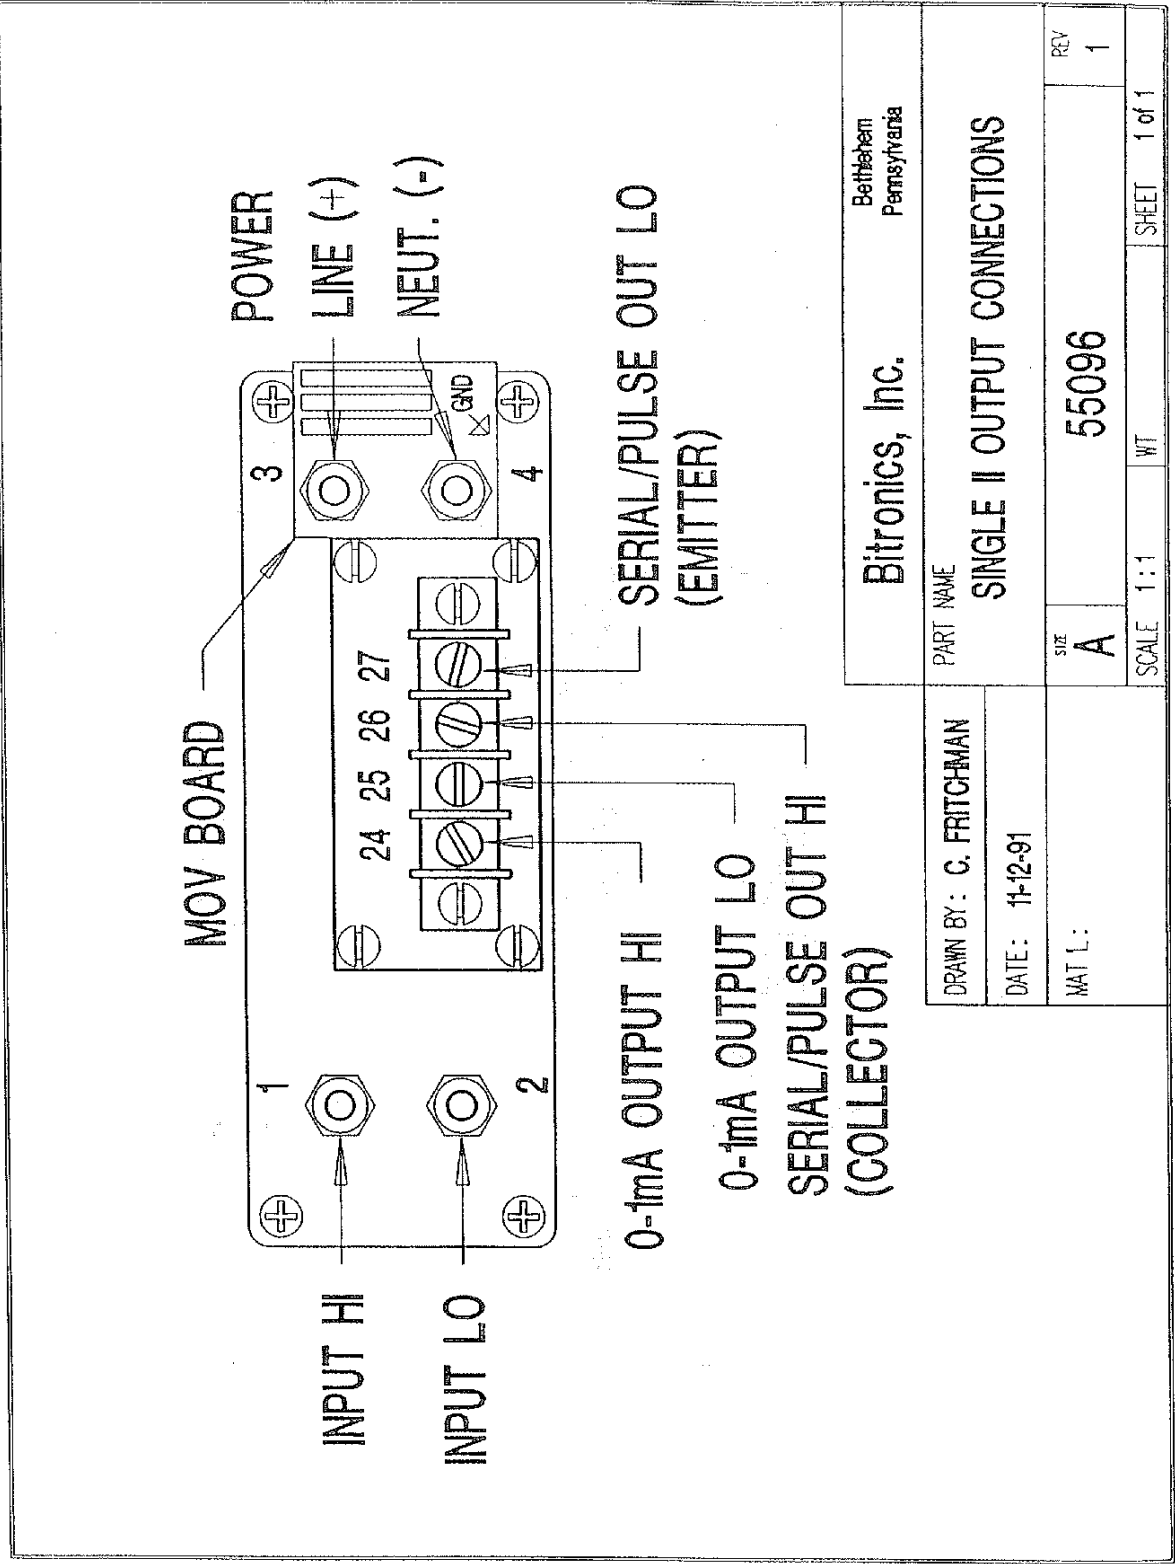 POWER
LINE (+)
NEUT. (-)
MOV BOARD
INPUT HI
INPUT LO
1
2
3
4
GND
24 25 26 27
0-1mA OUTPUT HI
0-1mA OUTPUT LO
SERIAL/PULSE OUT HI
(COLLECTOR)
SERIAL/PULSE OUT LO
(EMITTER)
Bitronics, Inc.
Bethlehem
Pennsylvania
DRAWN BY: C. FRITCHMAN
DATE: 11-12-91
MAT'L:
PART NAME
SINGLE II OUTPUT CONNECTIONS
SIZE
A
55096
REV
1
SCALE 1:1
WT
SHEET 1 of 1